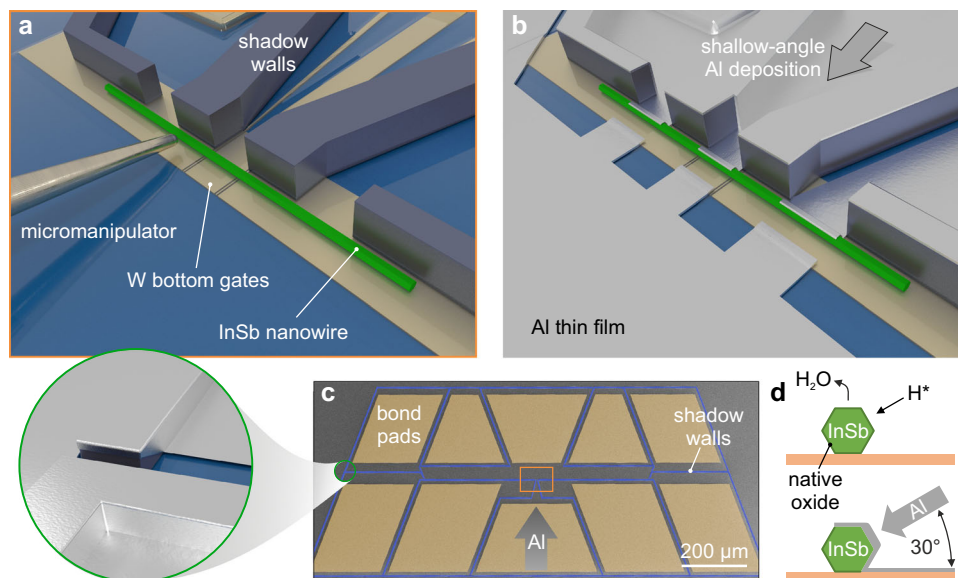 a
shadow
walls
micromanipulator
W bottom gates
InSb nanowire
b
shallow-angle
Al deposition
Al thin film
c
bond
pads
shadow
walls
Al
200 µm
d
H₂O
H*
InSb
native
oxide
Al
InSb
30°